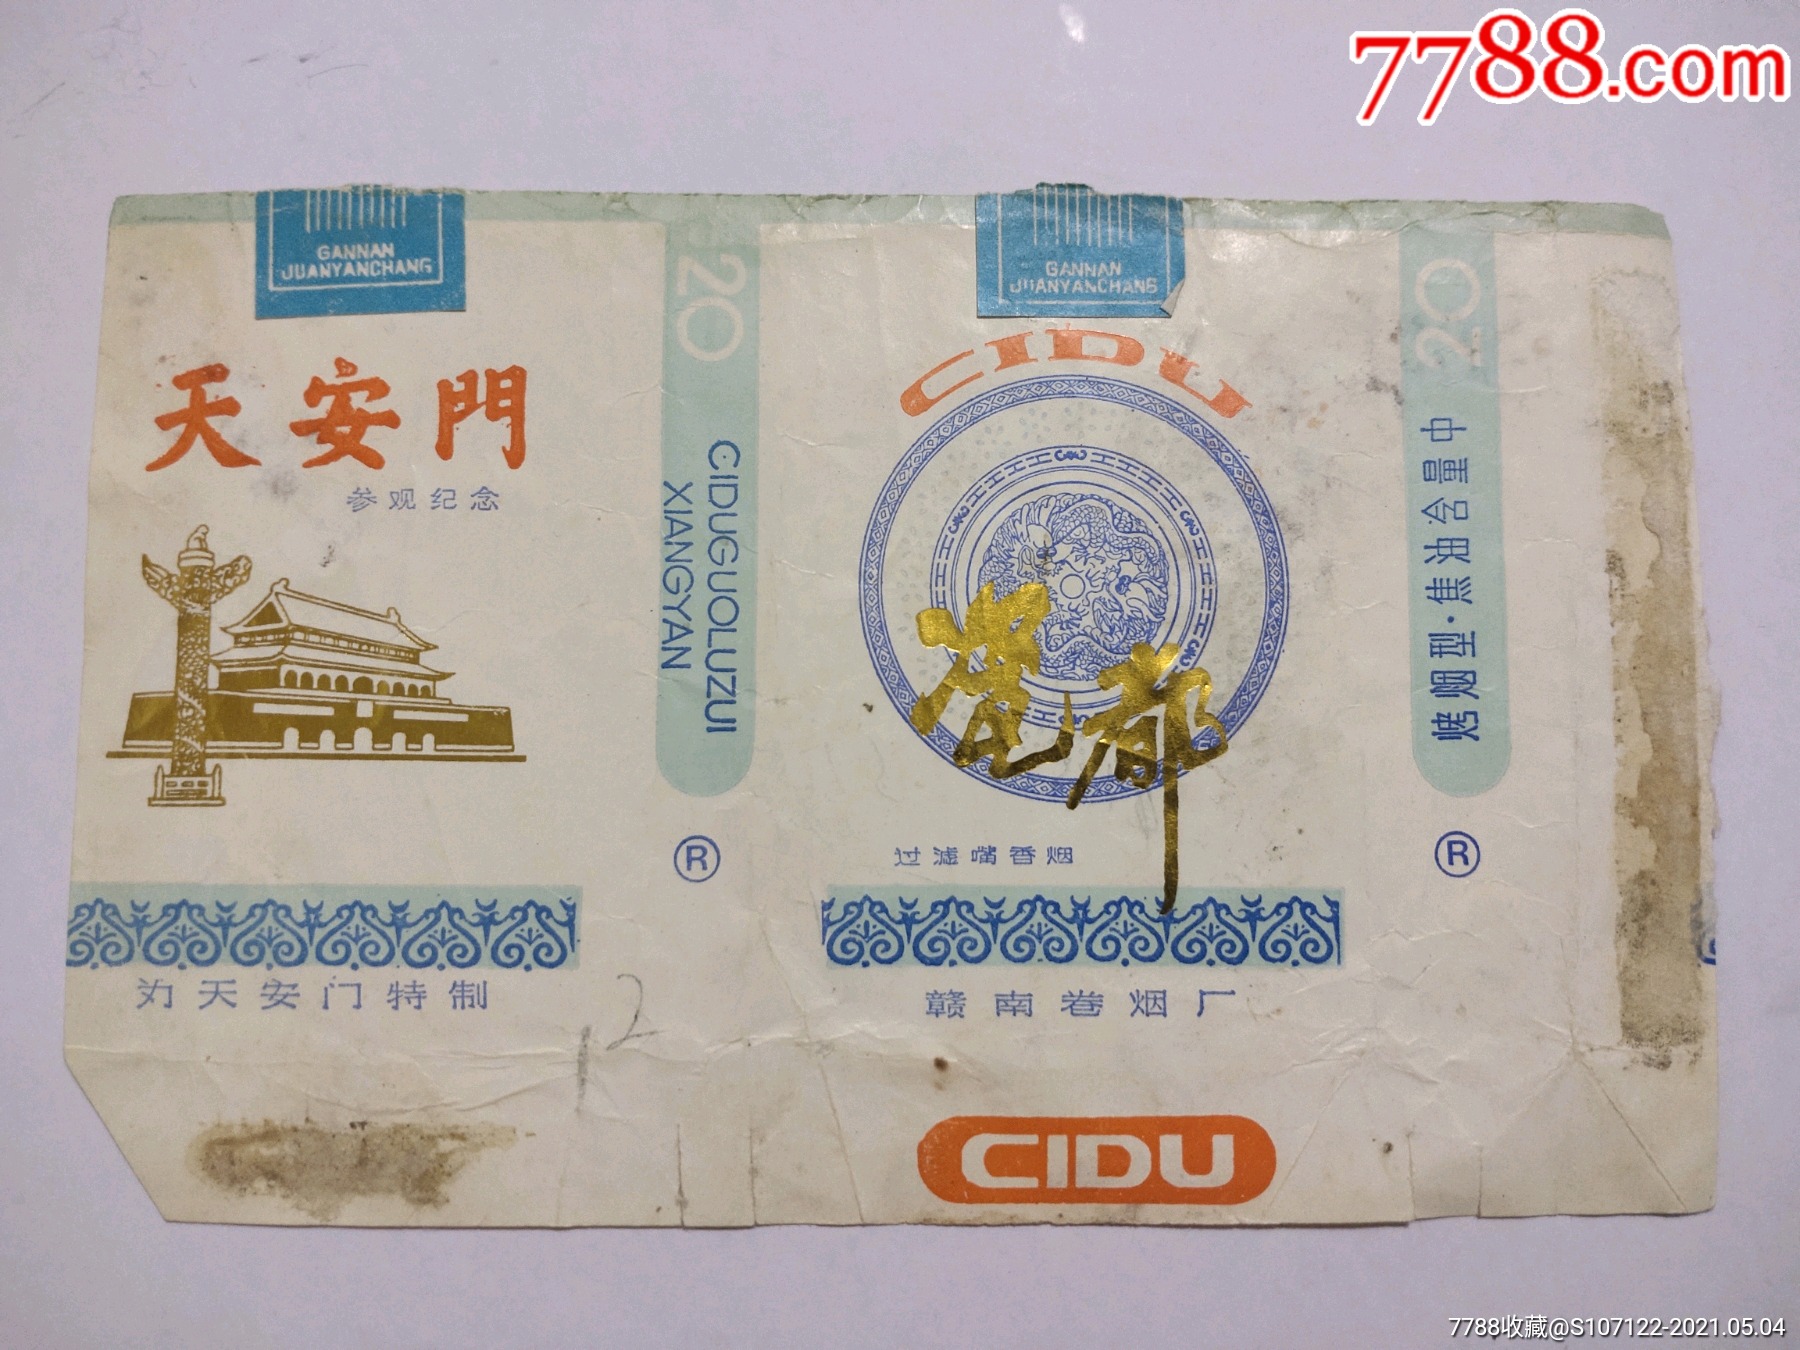 7788.com
GANNAN
JUANYANCHANG
天安門
参观纪念
为天安门特制
12
20
CIDUGUOLUZUI
XIANGYAN
R
GANNAN
JUANYANCHANG
CIDU
瓷都
过滤嘴香烟
赣南卷烟厂
CIDU
20
烤烟型·焦油含量中
R
7788收藏@S107122-2021.05.04